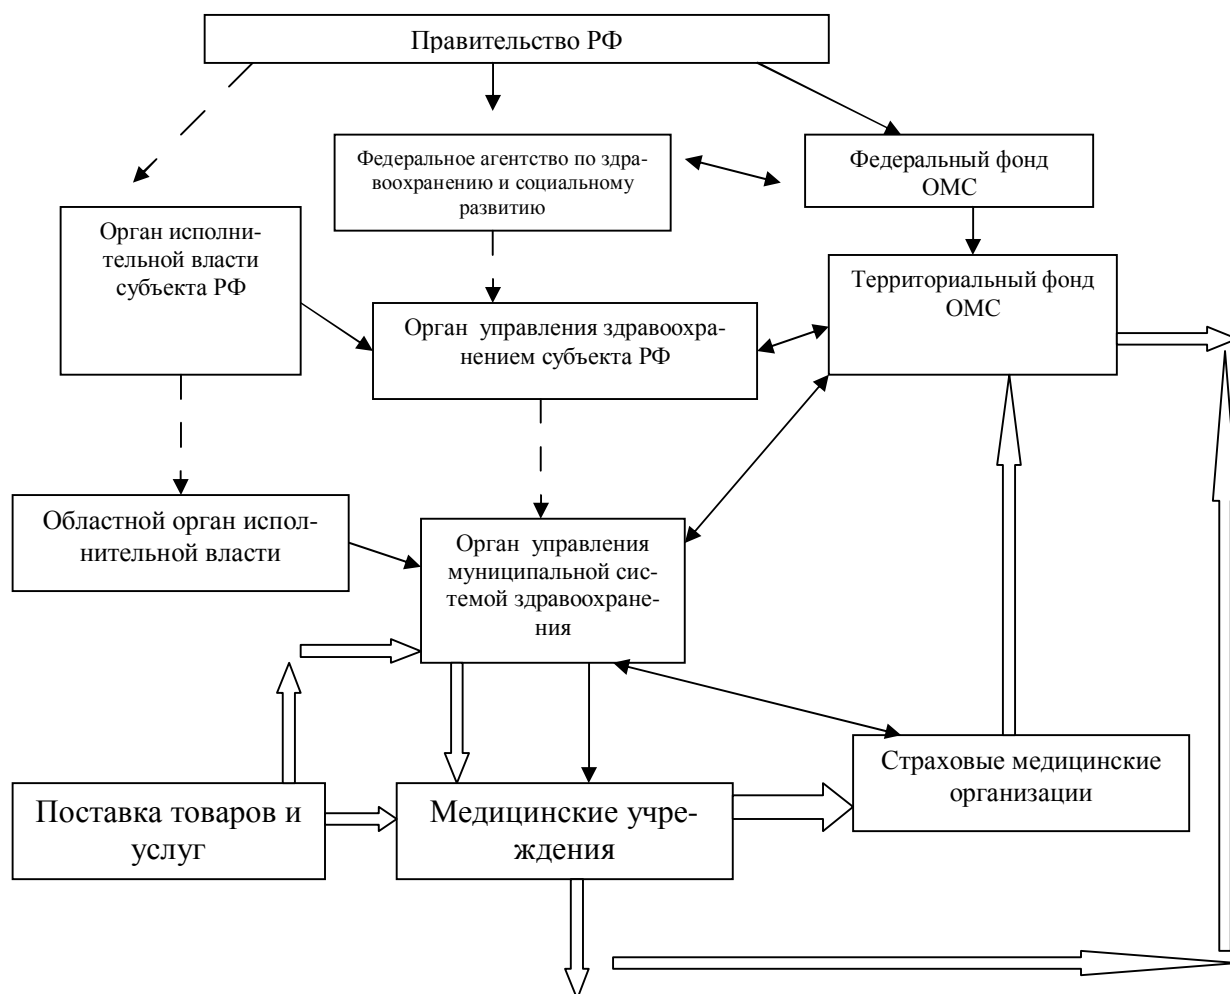 Правительство РФ
Федеральное агентство по здра-
воохранению и социальному
развитию
Федеральный фонд
ОМС
Орган исполни-
тельной власти
субъекта РФ
Территориальный фонд
ОМС
Орган управления здравоохра-
нением субъекта РФ
Областной орган испол-
нительной власти
Орган управления
муниципальной сис-
темой здравоохране-
ния
Страховые медицинские
организации
Поставка товаров и
услуг
Медицинские учре-
ждения